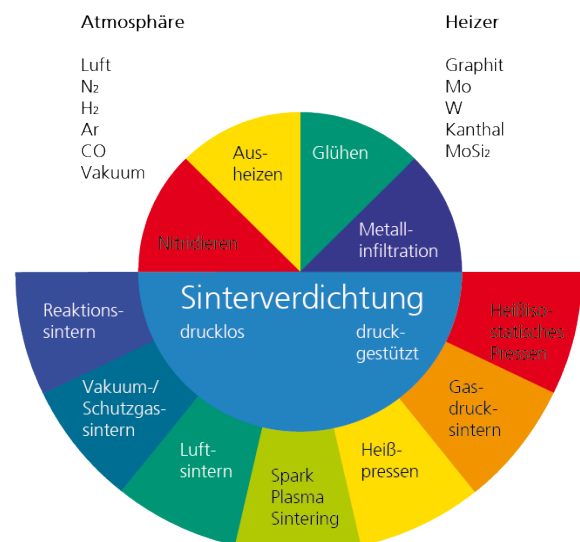 Atmosphäre
Luft
N₂
H₂
Ar
CO
Vakuum
Heizer
Graphit
Mo
W
Kanthal
MoSi₂
Nitridieren
Aus-
heizen
Glühen
Metall-
infiltration
Sinterverdichtung
drucklos
druck-
gestützt
Reaktions-
sintern
Vakuum-/
Schutzgas-
sintern
Luft-
sintern
Spark
Plasma
Sintering
Heiß-
pressen
Gas-
druck-
sintern
Heißiso-
statisches
Pressen